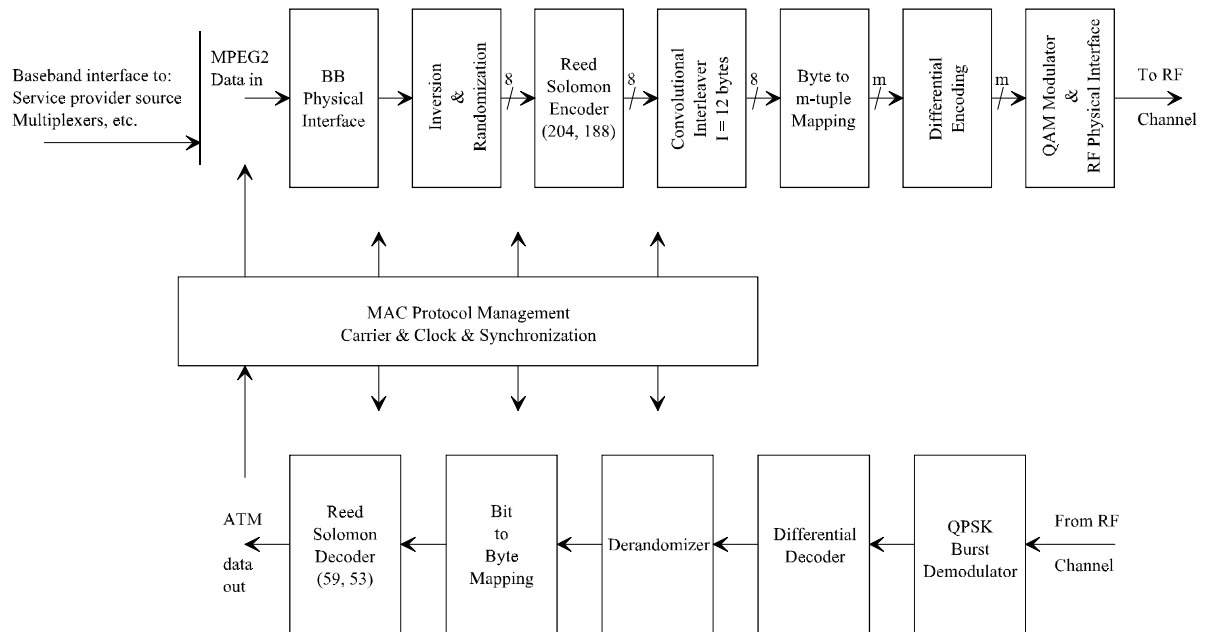 Baseband interface to:
Service provider source
Multiplexers, etc.
MPEG2
Data in
BB
Physical
Interface
Inversion
&
Randomization
8
Reed
Solomon
Encoder
(204, 188)
8
Convolutional
Interleaver
I = 12 bytes
8
Byte to
m-tuple
Mapping
m
Differential
Encoding
m
QAM Modulator
&
RF Physical Interface
To RF
Channel
MAC Protocol Management
Carrier & Clock & Synchronization
ATM
data
out
Reed
Solomon
Decoder
(59, 53)
Bit
to
Byte
Mapping
Derandomizer
Differential
Decoder
QPSK
Burst
Demodulator
From RF
Channel